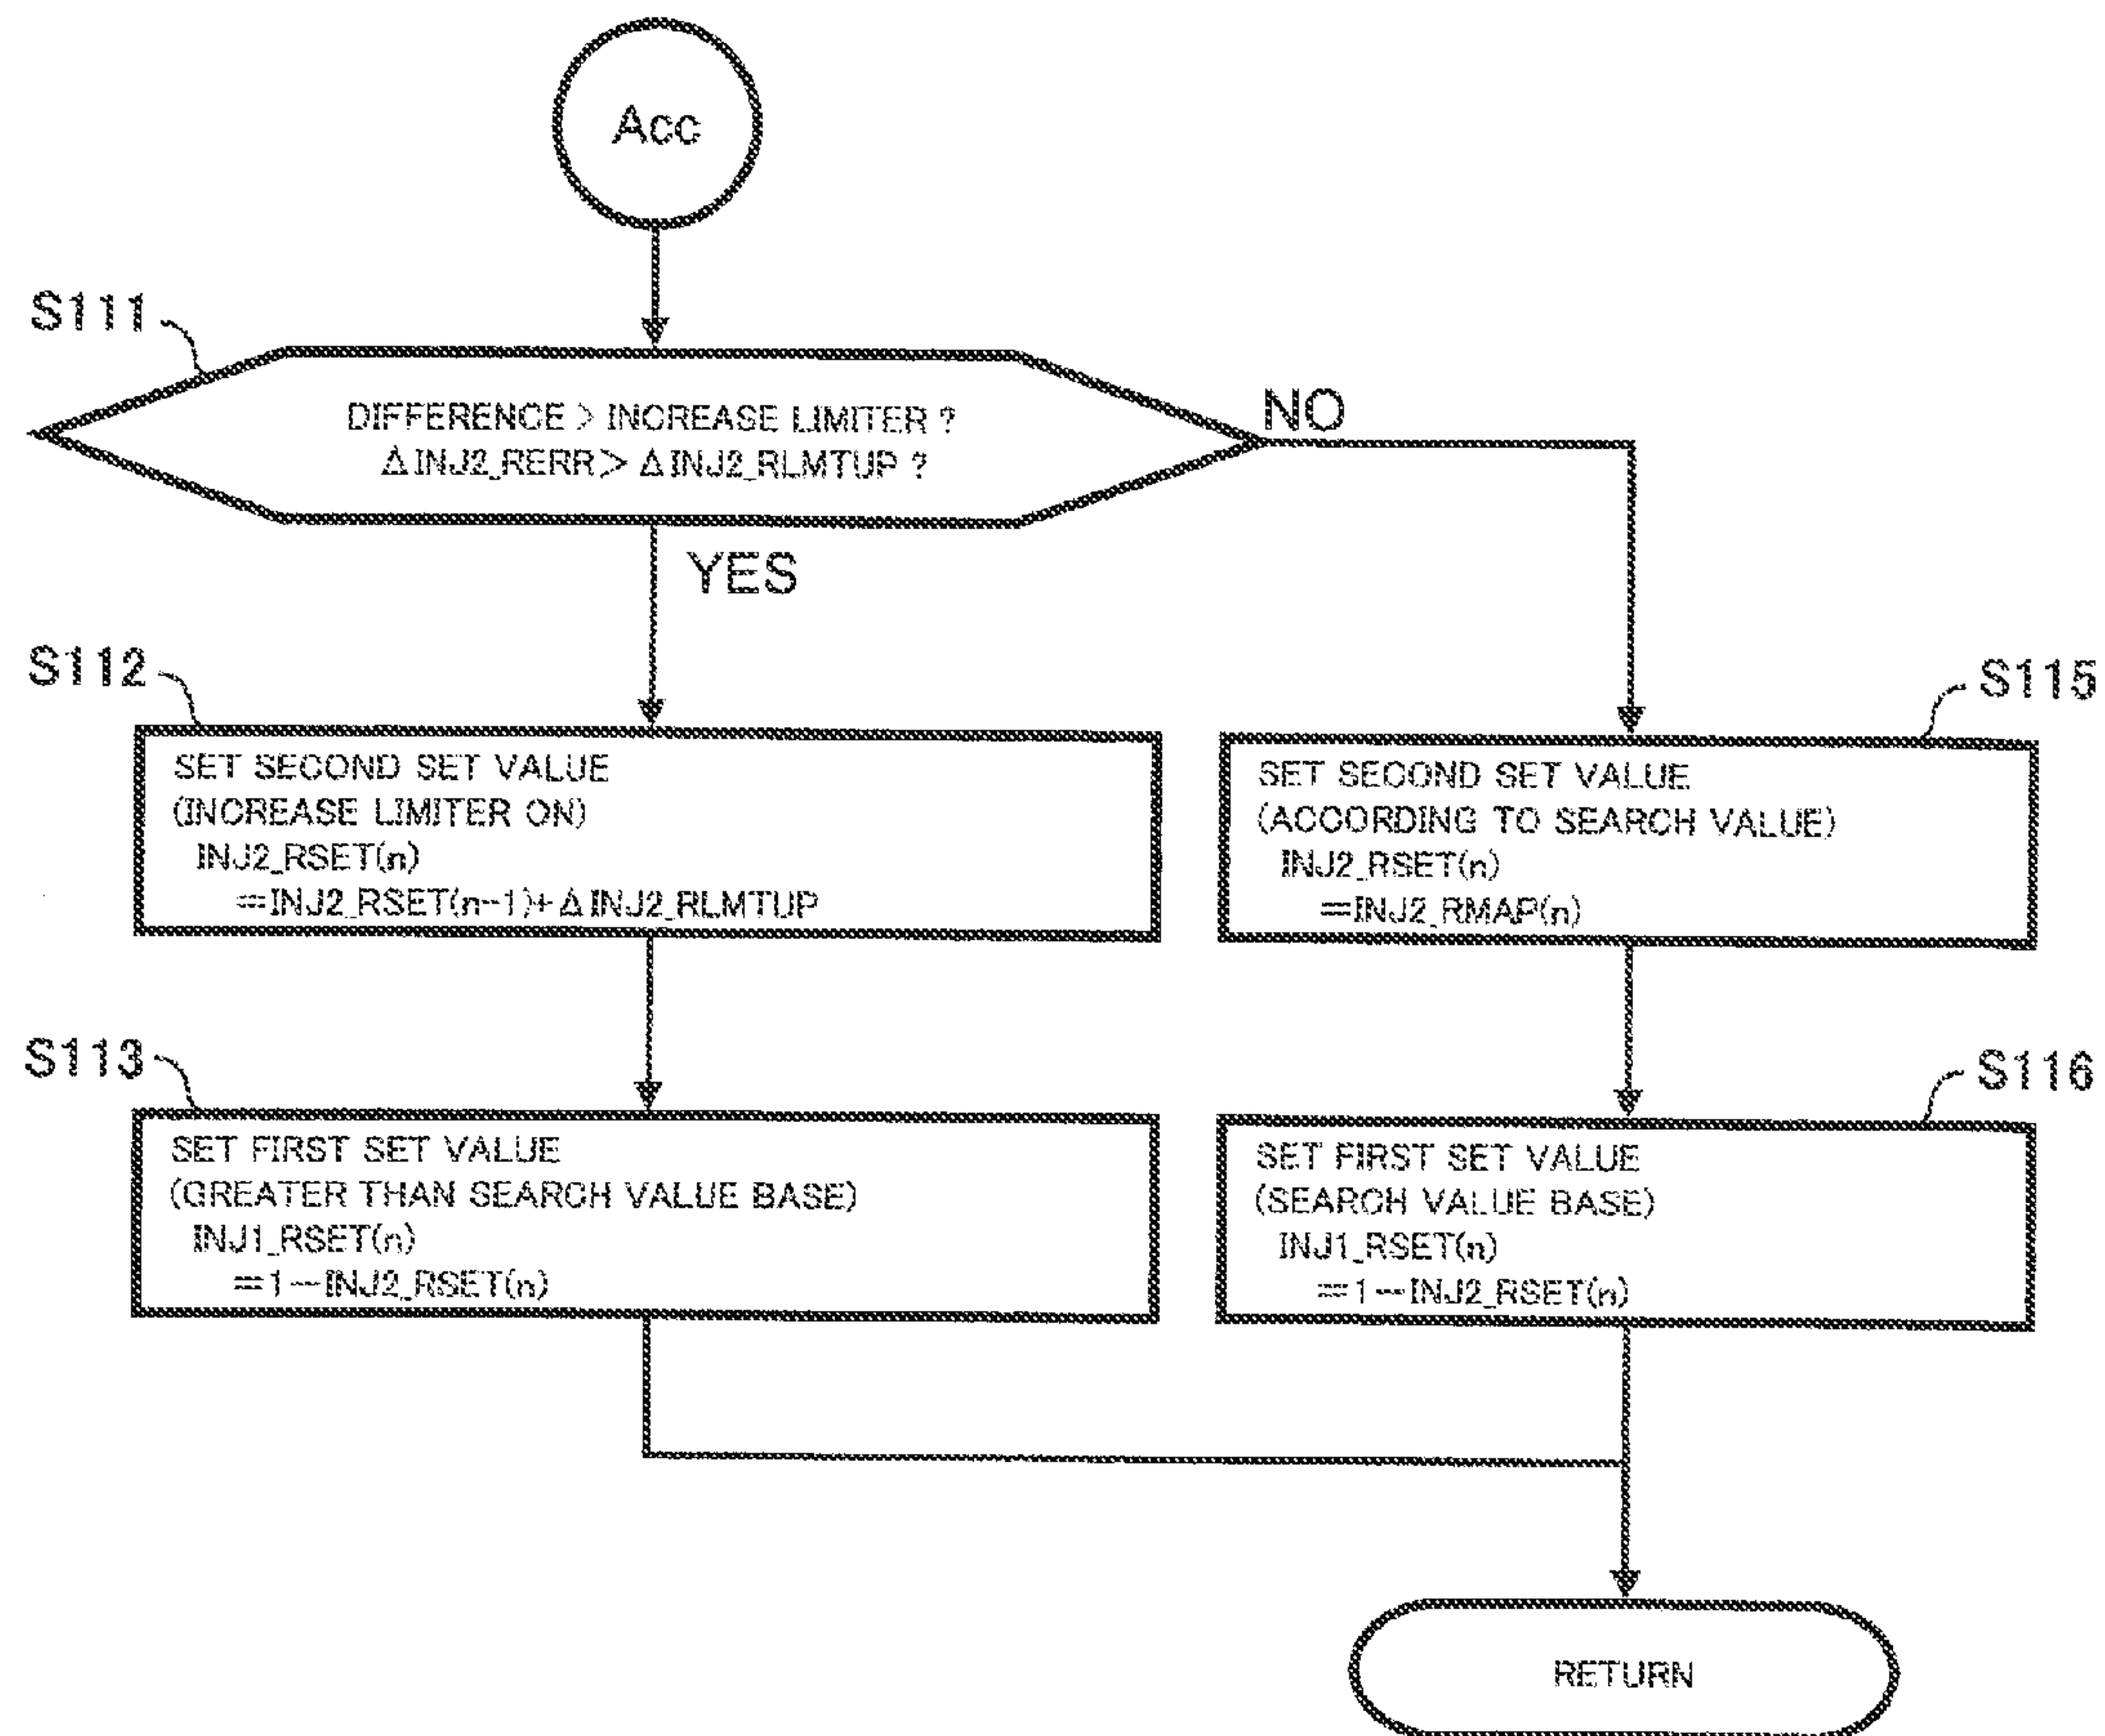 Acc
S111
DIFFERENCE > INCREASE LIMITER ?
ΔINJ2_RERR > ΔINJ2_RLMTUP ?
NO
YES
S112
SET SECOND SET VALUE
(INCREASE LIMITER ON)
INJ2_RSET(n)
=INJ2_RSET(n-1)+ΔINJ2_RLMTUP
S115
SET SECOND SET VALUE
(ACCORDING TO SEARCH VALUE)
INJ2_RSET(n)
=INJ2_RMAP(n)
S113
SET FIRST SET VALUE
(GREATER THAN SEARCH VALUE BASE)
INJ1_RSET(n)
=1-INJ2_RSET(n)
S116
SET FIRST SET VALUE
(SEARCH VALUE BASE)
INJ1_RSET(n)
=1-INJ2_RSET(n)
RETURN